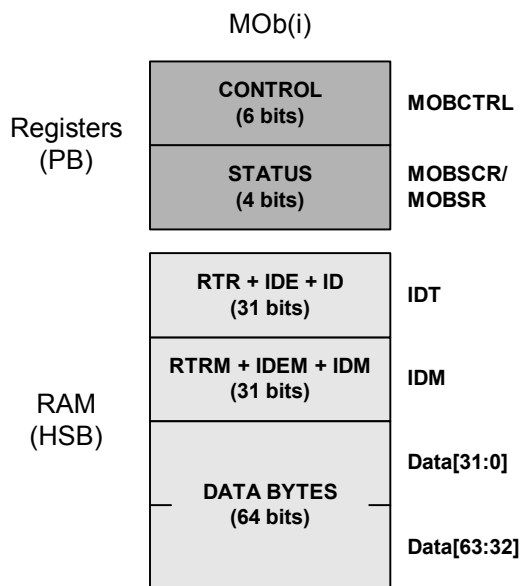 MOb(i)
Registers
(PB)
CONTROL
(6 bits)
MOBCTRL
STATUS
(4 bits)
MOBSCR/
MOBSR
RAM
(HSB)
RTR + IDE + ID
(31 bits)
IDT
RTRM + IDEM + IDM
(31 bits)
IDM
DATA BYTES
(64 bits)
Data[31:0]
Data[63:32]